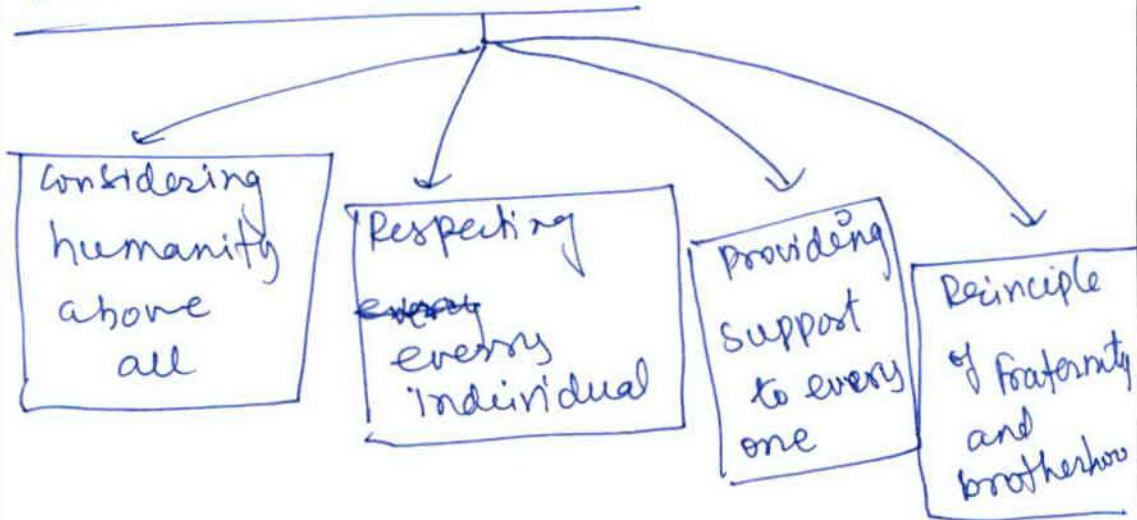 Considering
humanity
above
all
Respecting
every
individual
providing
support
to every
one
Principle
of fraternity
and
brotherhoo